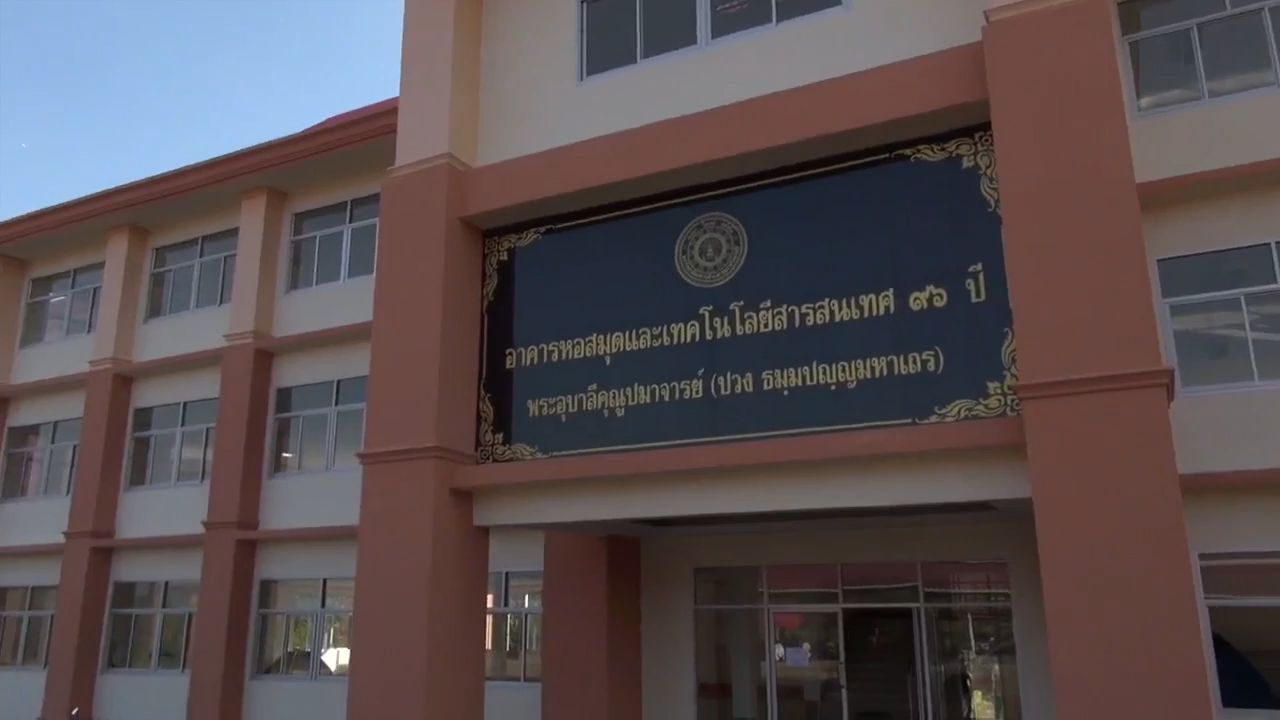 อาคารหอสมุดและเทคโนโลยีสารสนเทศ ๙๖ ปี
พระอุบาลีคุณูปมาจารย์ (ปวง ธมฺมปญฺญมหาเถร)